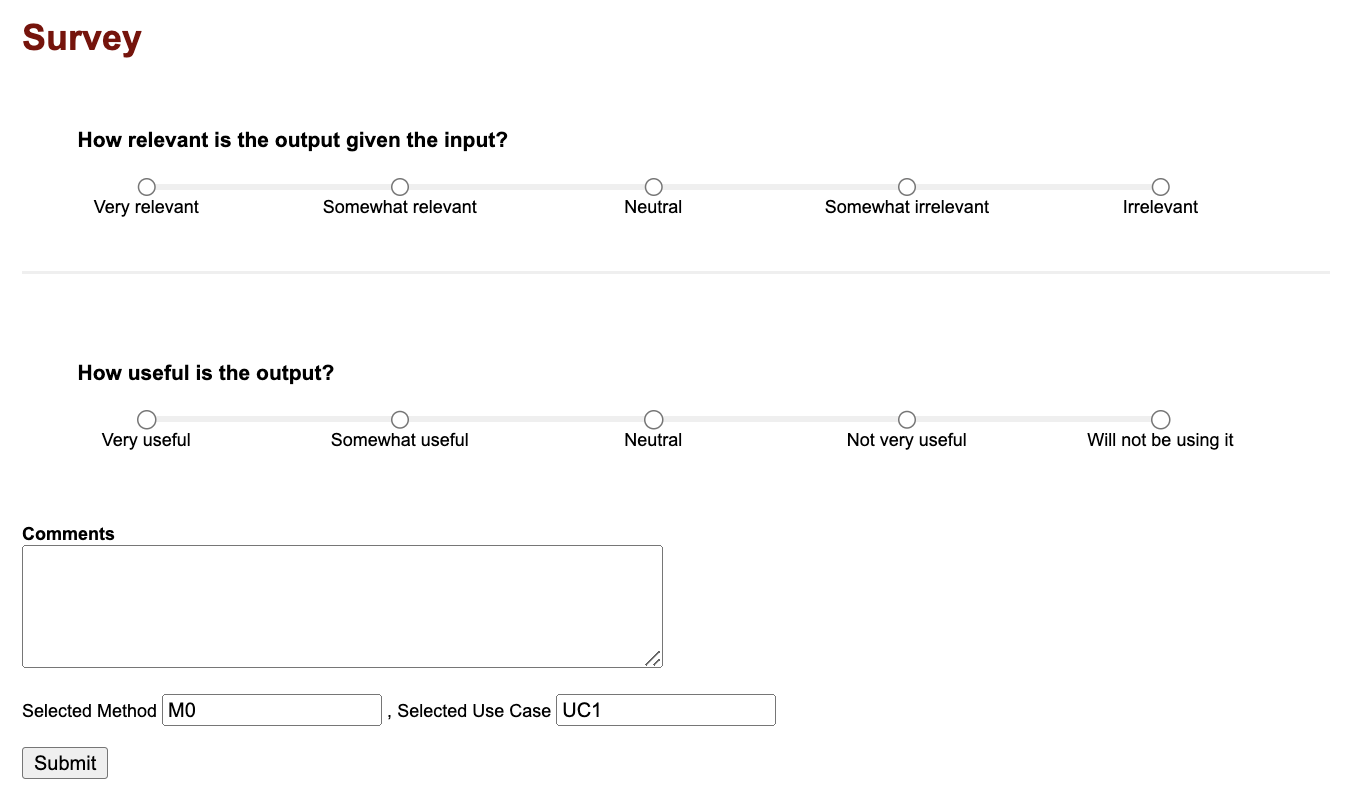 Survey
How relevant is the output given the input?
Very relevant Somewhat relevant Neutral Somewhat irrelevant Irrelevant
How useful is the output?
Very useful Somewhat useful Neutral Not very useful Will not be using it
Comments
Selected Method M0 , Selected Use Case UC1
Submit